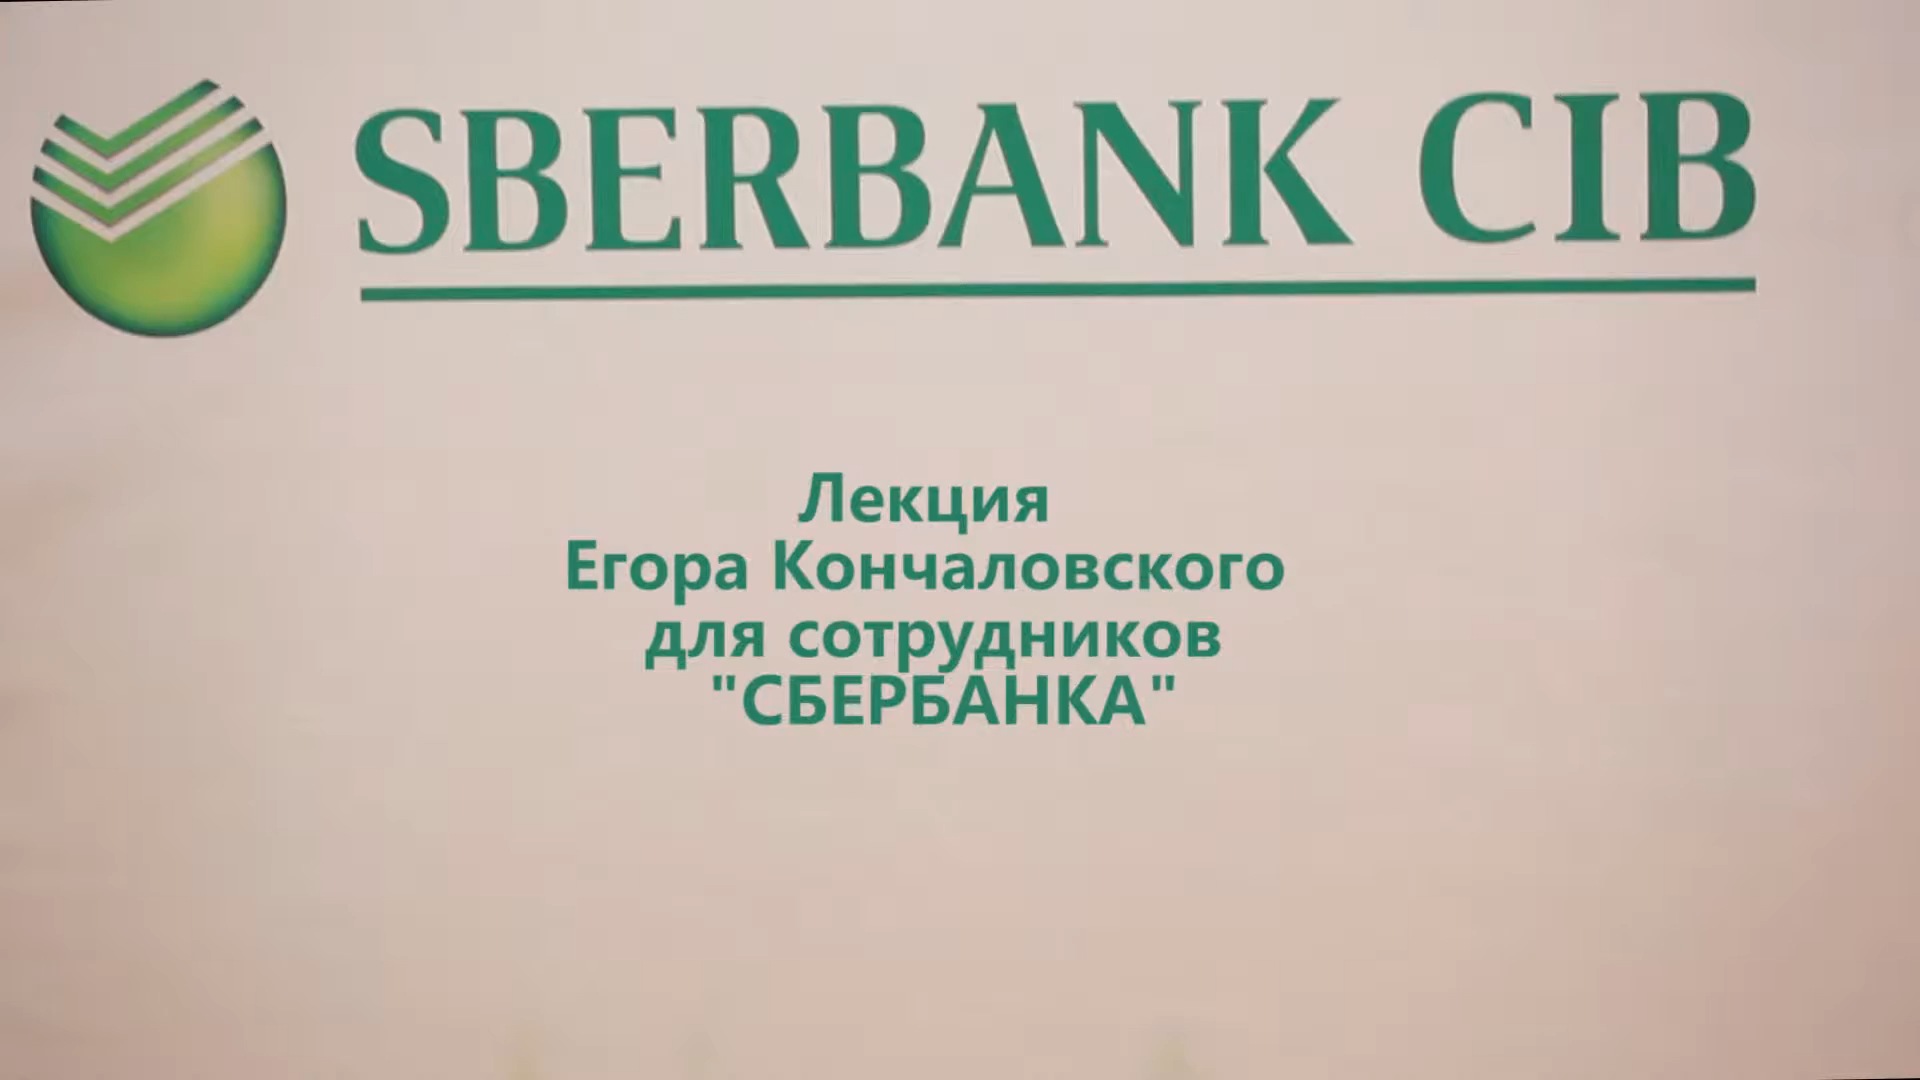 SBERBANK CIB
Лекция
Егора Кончаловского
для сотрудников
"СБЕРБАНКА"